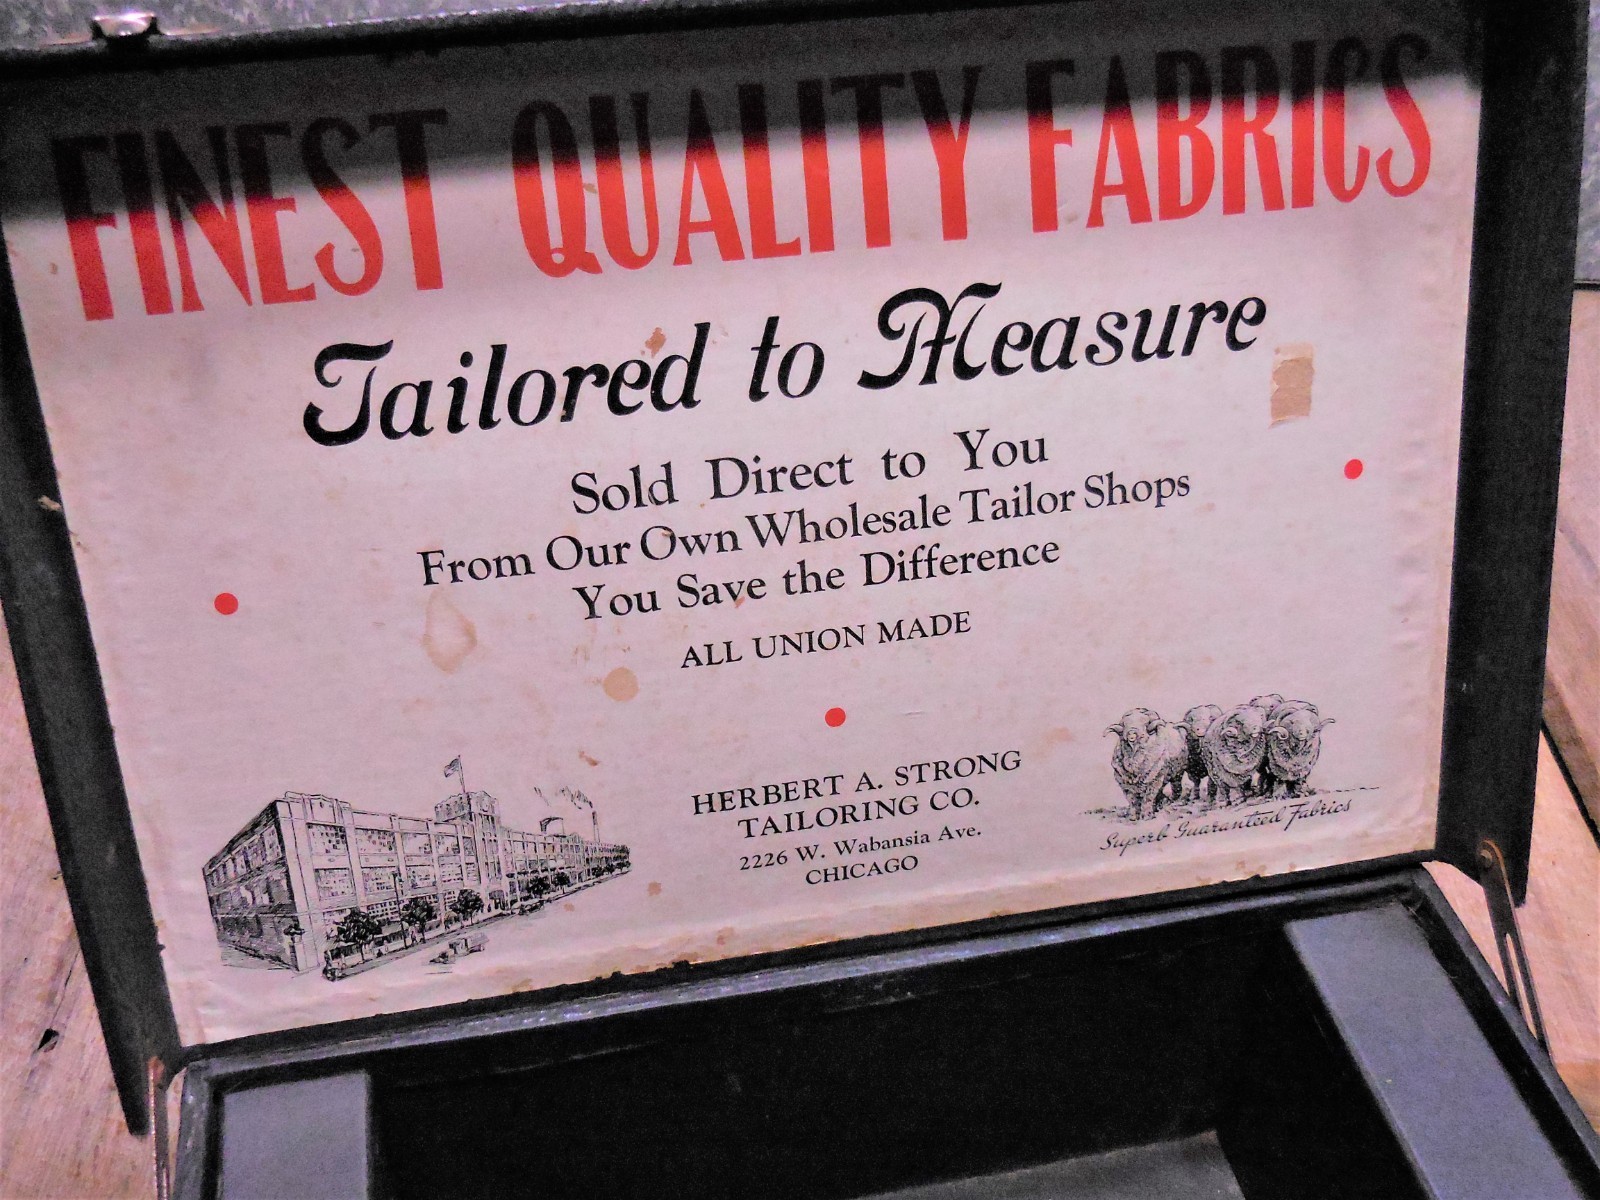 FINEST QUALITY FABRICS
Tailored to Measure
Sold Direct to You
From Our Own Wholesale Tailor Shops
You Save the Difference
ALL UNION MADE
HERBERT A. STRONG
TAILORING CO.
2226 W. Wabansia Ave.
CHICAGO
Superb Guaranteed Fabrics